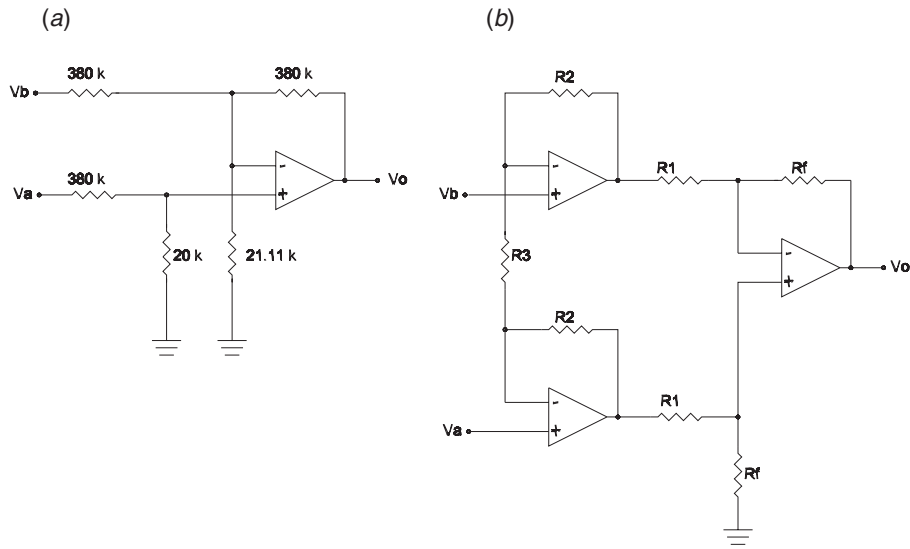 (a)
380 k
380 k
Vb
-
+
Va
380 k
Vo
20 k
21.11 k
(b)
R2
-
+
Vb
R1
Rf
R3
-
+
Vo
R2
-
+
Va
R1
Rf